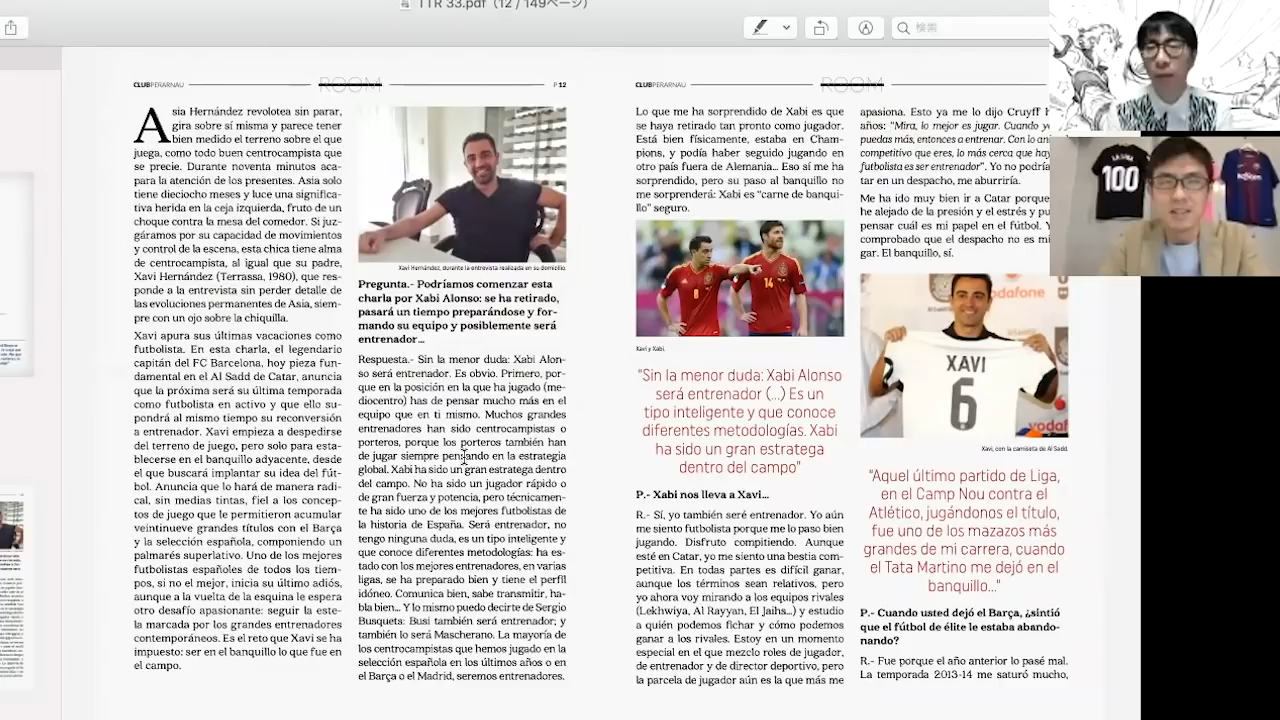 TTR 33.pdf（12 / 149ページ）
検索
CLUBPERARNAU
ROOM
P 12
Asia Hernández revolotea sin parar,
gira sobre sí misma y parece tener
bien medido el terreno sobre el que
juega, como todo buen centrocampista que
se precie. Durante noventa minutos aca-
para la atención de los presentes. Asia solo
tiene dieciocho meses y luce una significa-
tiva herida en la ceja izquierda, fruto de un
choque contra la mesa del comedor. Si juz-
gáramos por su capacidad de movimientos
y control de la escena, esta chica tiene alma
de centrocampista, al igual que su padre,
Xavi Hernández (Terrassa, 1980), que res-
ponde a la entrevista sin perder detalle de
las evoluciones permanentes de Asia, siem-
pre con un ojo sobre la chiquilla.
Xavi apura sus últimas vacaciones como
futbolista. En esta charla, el legendario
capitán del FC Barcelona, hoy pieza fun-
damental en el Al Sadd de Catar, anuncia
que la próxima será su última temporada
como futbolista en activo y que ello su-
pondrá al mismo tiempo su reconversión
a entrenador. Xavi empieza a despedirse
del terreno de juego, pero solo para esta-
blecerse en el banquillo adyacente, desde
el que buscará implantar su idea del fút-
bol. Anuncia que lo hará de manera radi-
cal, sin medias tintas, fiel a los concep-
tos de juego que le permitieron acumular
veintinueve grandes títulos con el Barça
y la selección española, componiendo un
palmarés superlativo. Uno de los mejores
futbolistas españoles de todos los tiem-
pos, si no el mejor, inicia su último adiós,
aunque a la vuelta de la esquina le espera
otro desafío apasionante: seguir la este-
la marcada por los grandes entrenadores
contemporáneos. Es el retoque Xavi se ha
impuesto: ser en el banquillo lo que fue en
el campo.
Xavi Hernández, durante la entrevista realizada en su domicilio.
Pregunta.- Podríamos comenzar esta
charla por Xabi Alonso: se ha retirado,
pasará un tiempo preparándose y for-
mando su equipo y posiblemente será
entrenador…
Respuesta.- Sin la menor duda: Xabi Alon-
so será entrenador. Es obvio. Primero, por-
que en la posición en la que ha jugado (me-
diocentro) has de pensar mucho más en el
equipo que en ti mismo. Muchos grandes
entrenadores han sido centrocampistas o
porteros, porque los porteros también han
de jugar siempre pensando en la estrategia
global. Xabi ha sido un gran estratega dentro
del campo. No ha sido un jugador rápido o
de gran fuerza y potencia, pero técnicamen-
te ha sido uno de los mejores futbolistas de
la historia de España. Será entrenador, no
tengo ninguna duda, es un tipo inteligente y
que conoce diferentes metodologías: ha es-
tado con los mejores entrenadores, en varias
ligas, se ha preparado bien y tiene el perfil
idóneo. Comunica bien, sabe transmitir, ha-
bla bien… Y lo mismo puedo decirte de Sergio
Busquets: Busi también será entrenador; y
también lo será Mascherano. La mayoría de
los centrocampistas que hemos jugado en la
selección española en los últimos años o en
el Barça o el Madrid, seremos entrenadores.
CLUBPERARNAU
ROOM
Lo que me ha sorprendido de Xabi es que
se haya retirado tan pronto como jugador.
Está bien físicamente, estaba en Cham-
pions, y podía haber seguido jugando en
otro país fuera de Alemania… Eso sí me ha
sorprendido, pero su paso al banquillo no
me sorprenderá: Xabi es “carne de banqui-
llo” seguro.
8
14
Xavi y Xabi.
“Sin la menor duda: Xabi Alonso
será entrenador (…) Es un
tipo inteligente y que conoce
diferentes metodologías. Xabi
ha sido un gran estratega
dentro del campo”
P.- Xabi nos lleva a Xavi…
R.- Sí, yo también seré entrenador. Yo aún
me siento futbolista porque me lo paso bien
jugando. Disfruto compitiendo. Aunque
esté en Catar, yo me siento una bestia com-
petitiva. En todas partes es difícil ganar,
aunque los términos sean relativos, pero
yo ahora voy mirando a los equipos rivales
(Lekhwiya, Al Rayan, El Jaihs…) y estudio
a quién podemos fichar y cómo podemos
ganar a los rivales. Estoy en un momento
especial en el que mezclo roles de jugador,
de entrenador y de director deportivo, pero
la parcela de jugador aún es la que más me
apasiona. Esto ya me lo dijo Cruyff
años: “Mira, lo mejor es jugar. Cuando
puedas más, entonces a entrenar. Con lo
competitivo que eres, lo más cerca que
futbolista es ser entrenador”. Yo no
tar en un despacho, me aburriría.
Me ha ido muy bien ir a Catar porque
he alejado de la presión y el estrés y
pensar cuál es mi papel en el fútbol. Y
comprobado que el despacho no es mi
gar. El banquillo, sí.
vodafone
XAVI
6
vodaf
Xavi, con la camiseta de Al Sadd.
“Aquel último partido de Liga,
en el Camp Nou contra el
Atlético, jugándonos el título,
fue uno de los mazazos más
grandes de mi carrera, cuando
el Tata Martino me dejó en el
banquillo…”
P.- Cuando usted dejó el Barça, ¿sintió
que el fútbol de élite le estaba abando-
nando?
R.- Fue porque el año anterior lo pasé mal.
La temporada 2013-14 me saturó mucho,
LA LIGA
100